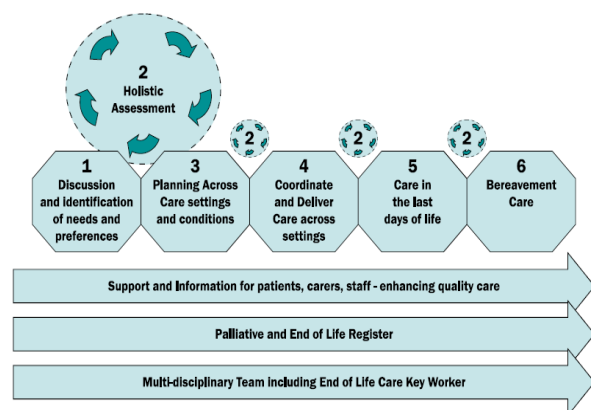 2
Holistic
Assessment
2
2
2
1
Discussion
and identification
of needs and
preferences
3
Planning Across
Care settings
and conditions
4
Coordinate
and Deliver
Care across
settings
5
Care in
the last
days of life
6
Bereavement
Care
Support and Information for patients, carers, staff - enhancing quality care
Palliative and End of Life Register
Multi-disciplinary Team including End of Life Care Key Worker